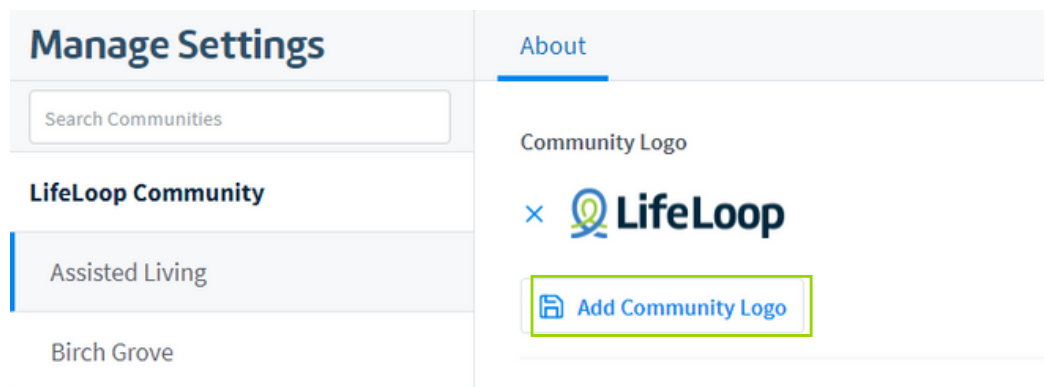 Manage Settings
About
Search Communities
Community Logo
LifeLoop Community
LifeLoop
Assisted Living
Add Community Logo
Birch Grove